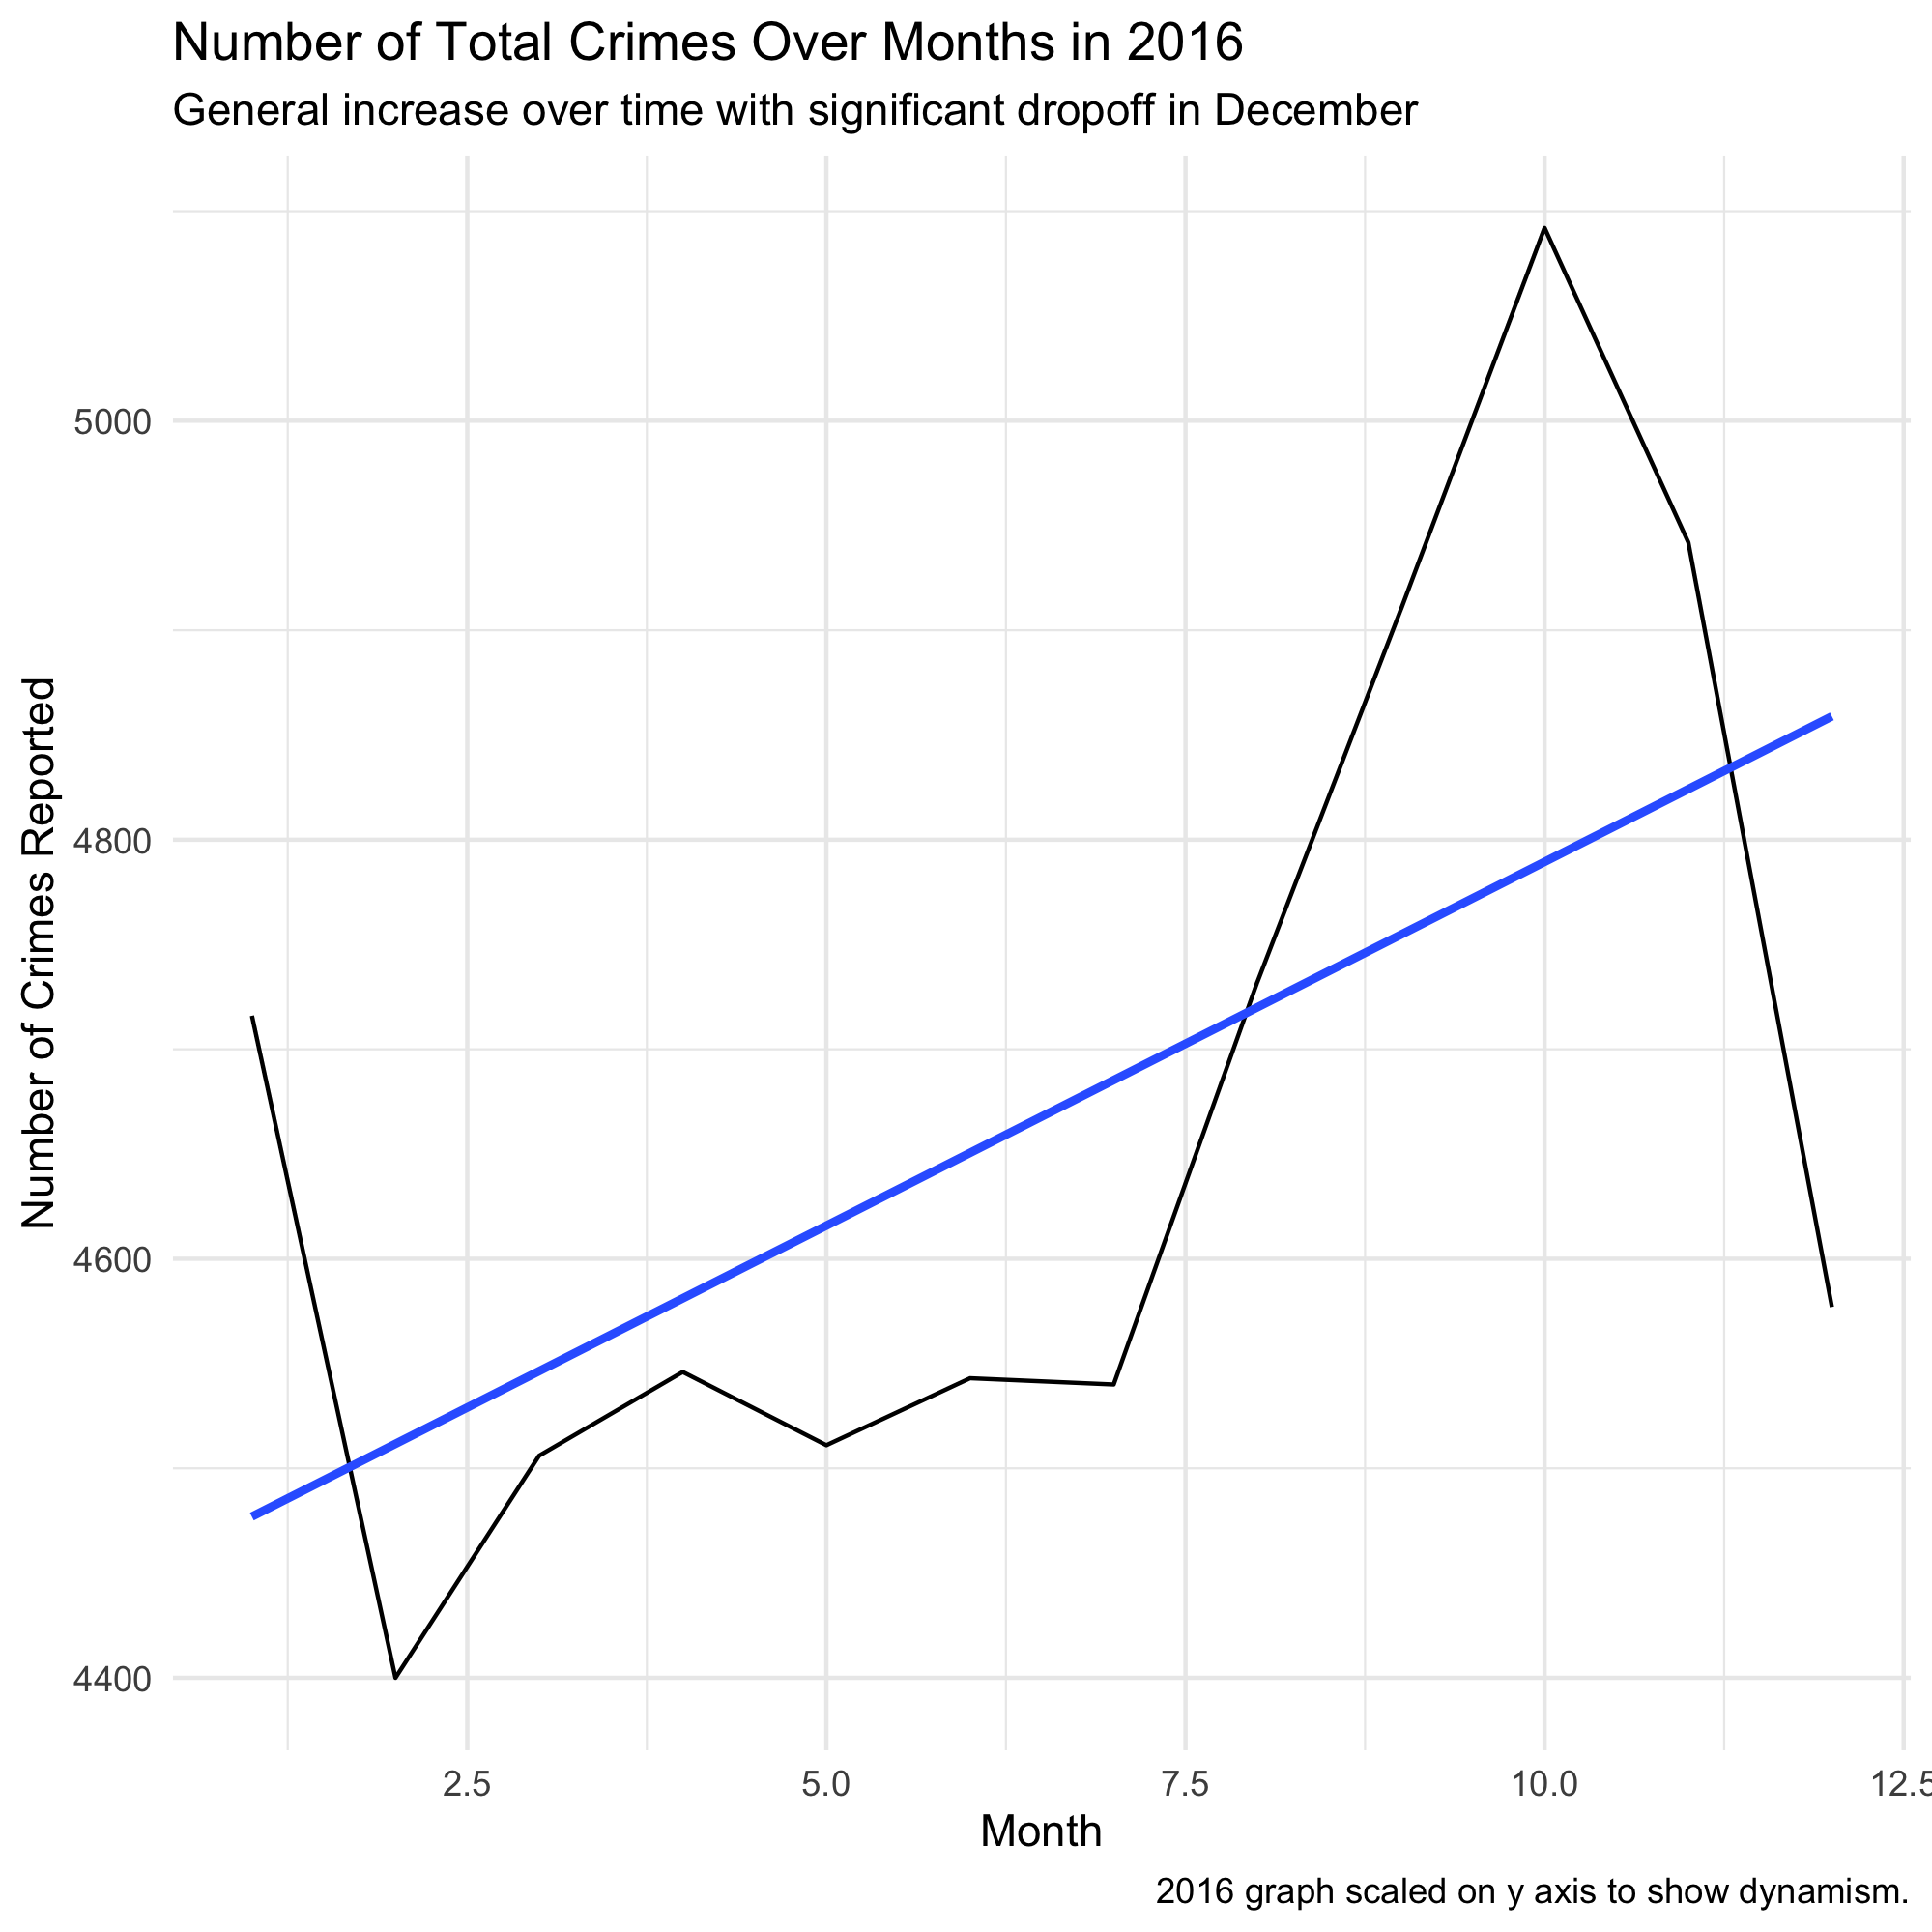 Number of Total Crimes Over Months in 2016
General increase over time with significant dropoff in December
Number of Crimes Reported
5000
4800
4600
4400
2.5
5.0
7.5
10.0
12.5
Month
2016 graph scaled on y axis to show dynamism.